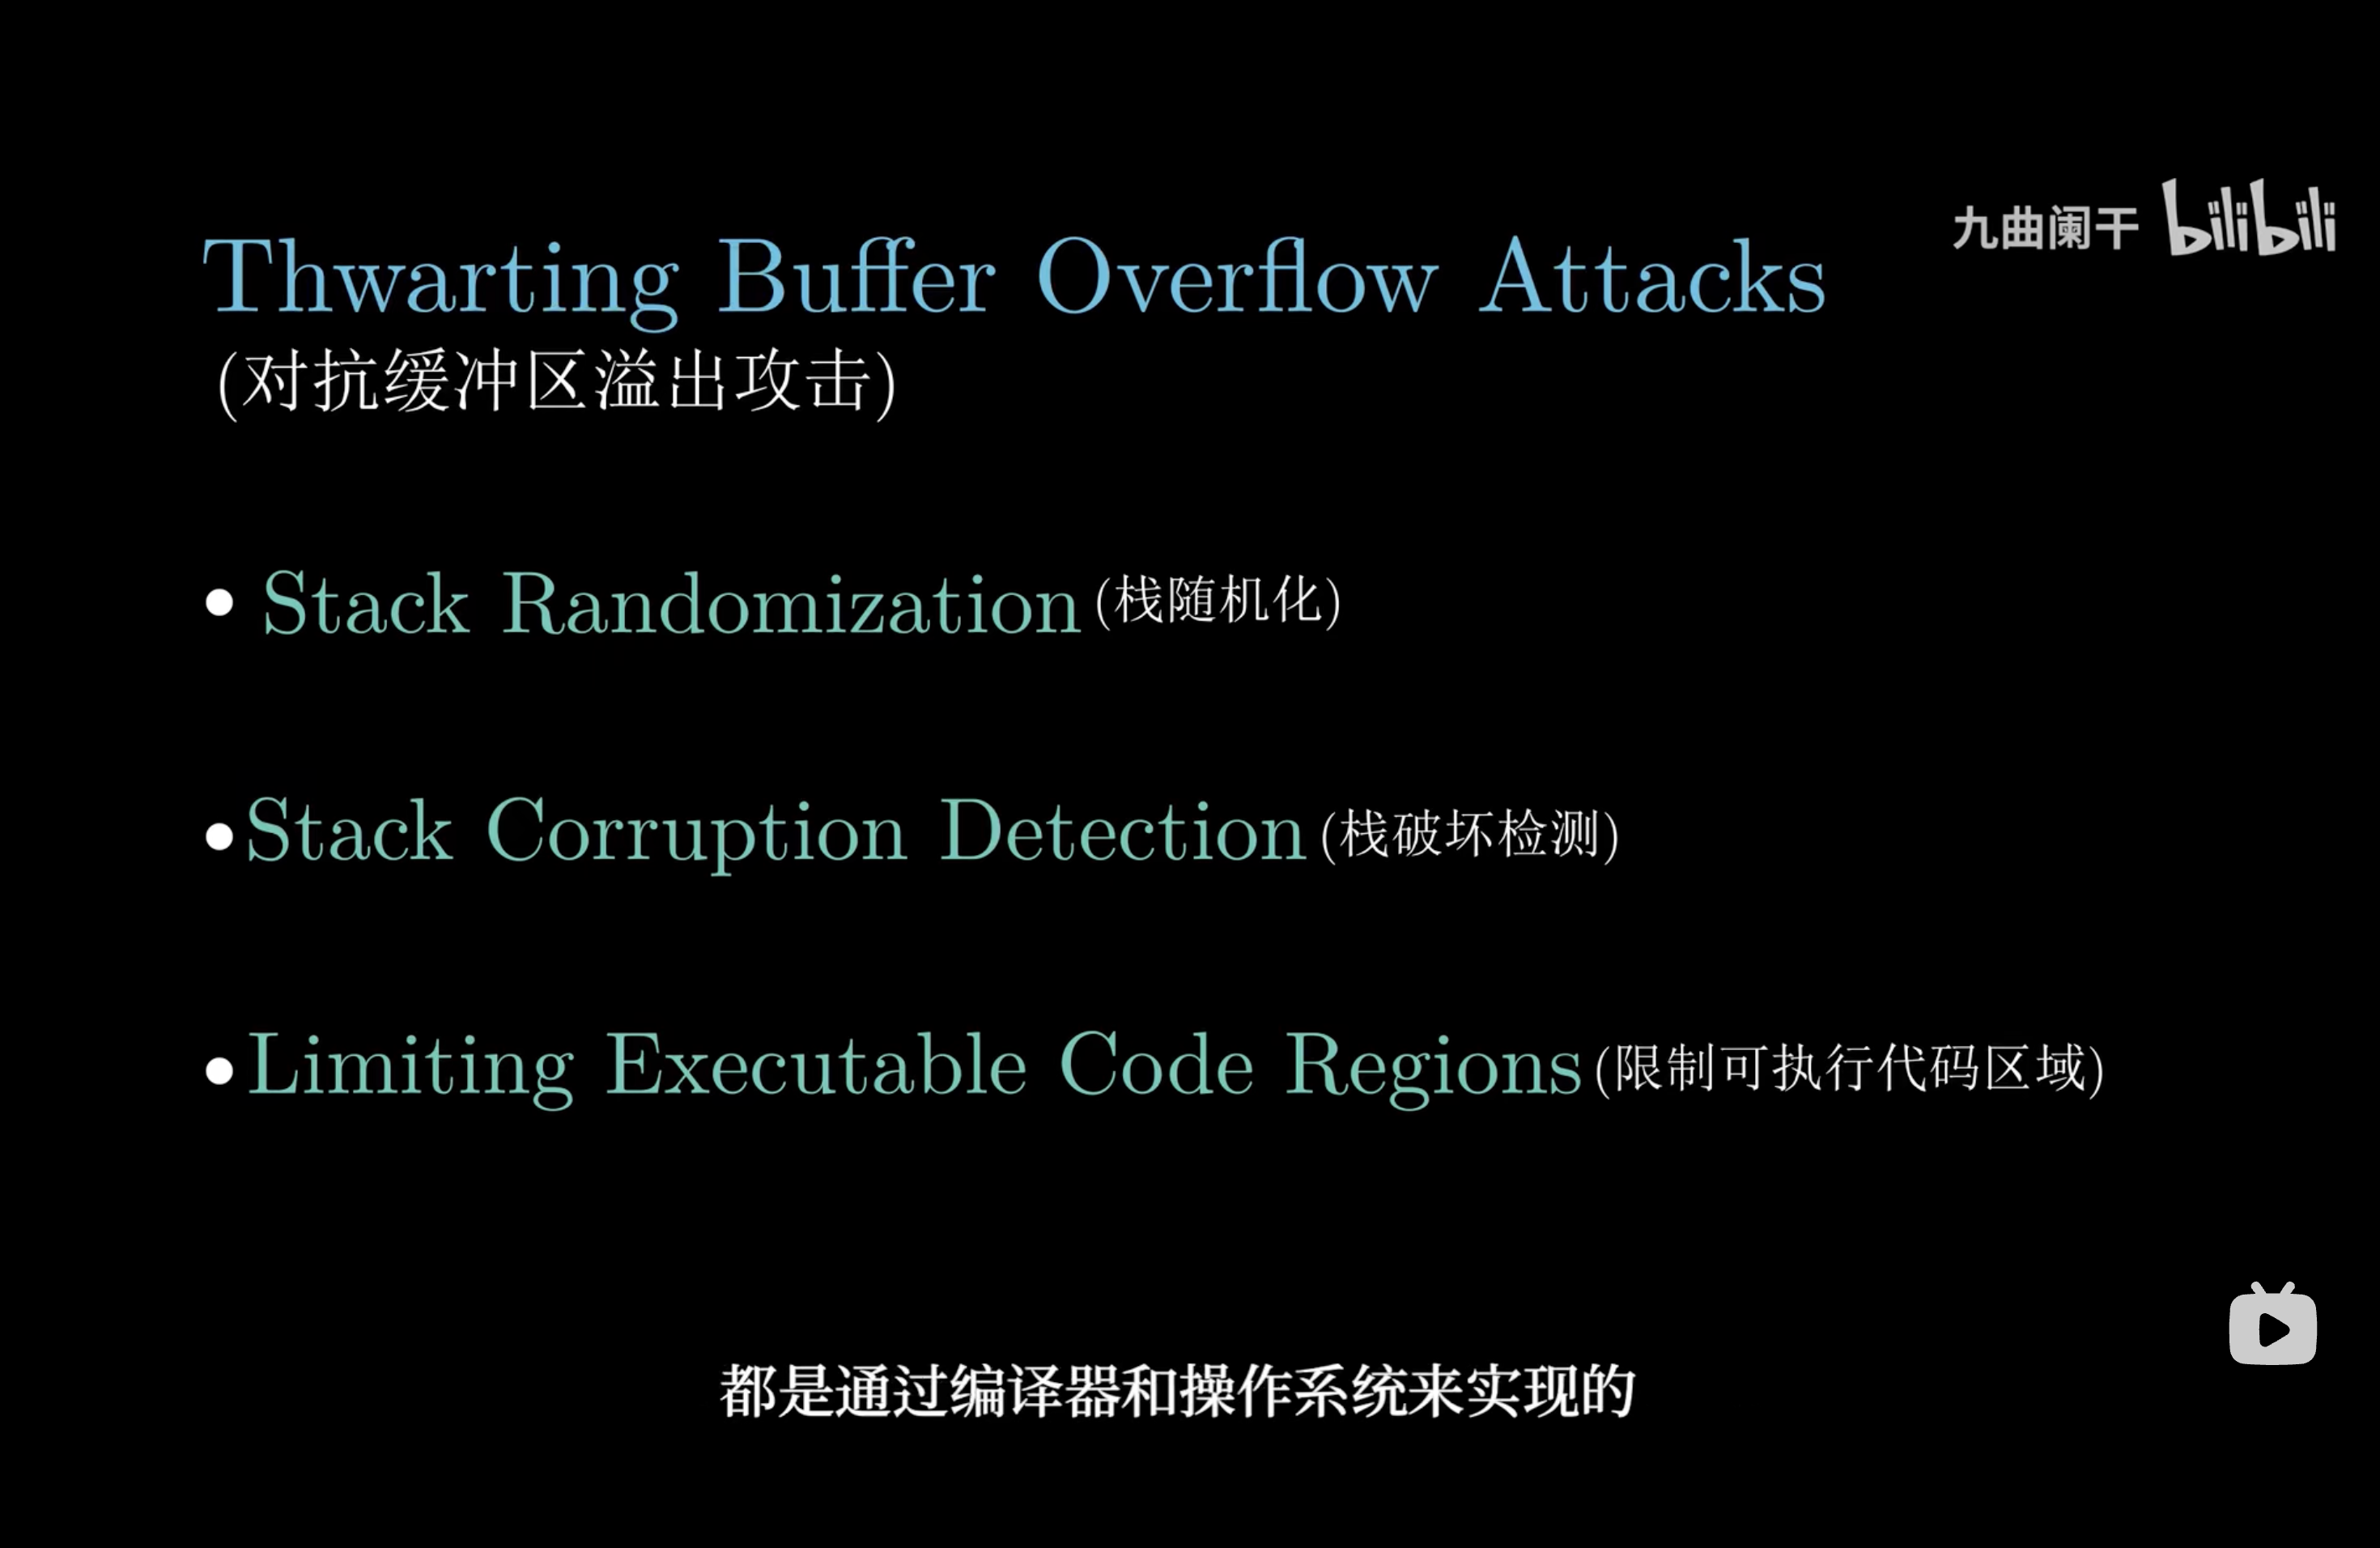 九曲阑干 bilibili
Thwarting Buffer Overflow Attacks
(对抗缓冲区溢出攻击)
• Stack Randomization (栈随机化)
• Stack Corruption Detection (栈破坏检测)
• Limiting Executable Code Regions (限制可执行代码区域)
都是通过编译器和操作系统来实现的